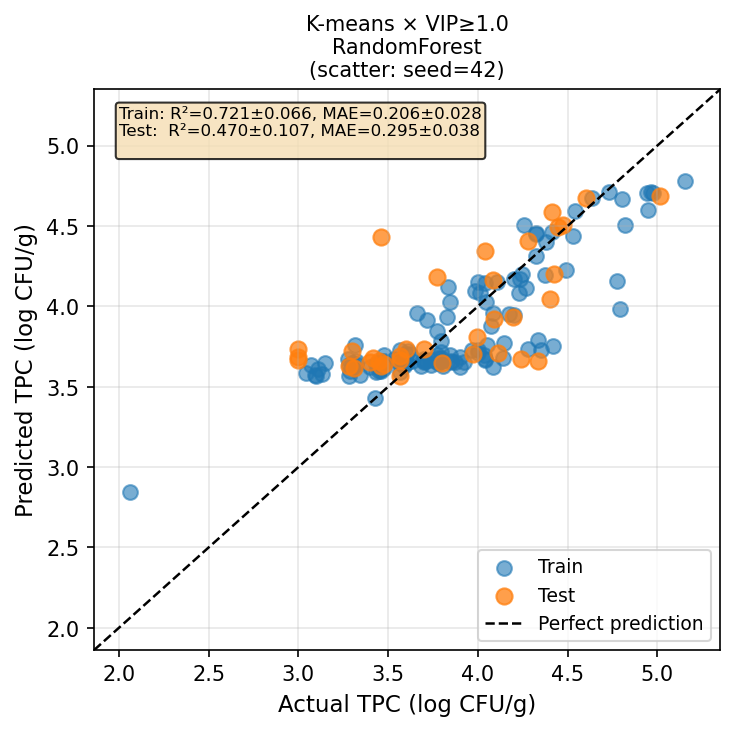 K-means × VIP≥1.0
RandomForest
(scatter: seed=42)
Train: R²=0.721±0.066, MAE=0.206±0.028
Test: R²=0.470±0.107, MAE=0.295±0.038
Predicted TPC (log CFU/g)
5.0
4.5
4.0
3.5
3.0
2.5
2.0
Train
Test
Perfect prediction
2.0 2.5 3.0 3.5 4.0 4.5 5.0
Actual TPC (log CFU/g)